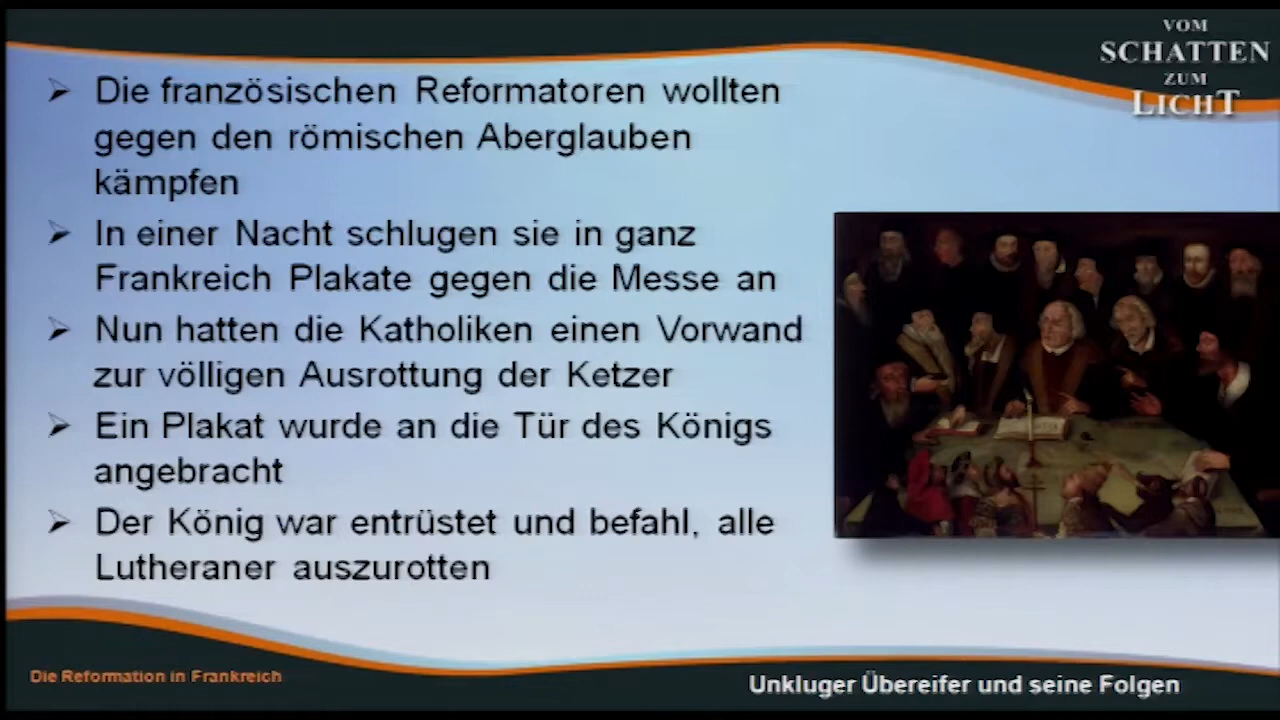 VOM
SCHATTEN
ZUM
LICHT
Die französischen Reformatoren wollten
gegen den römischen Aberglauben
kämpfen
In einer Nacht schlugen sie in ganz
Frankreich Plakate gegen die Messe an
Nun hatten die Katholiken einen Vorwand
zur völligen Ausrottung der Ketzer
Ein Plakat wurde an die Tür des Königs
angebracht
Der König war entrüstet und befahl, alle
Lutheraner auszurotten
Die Reformation in Frankreich
Unkluger Übereifer und seine Folgen